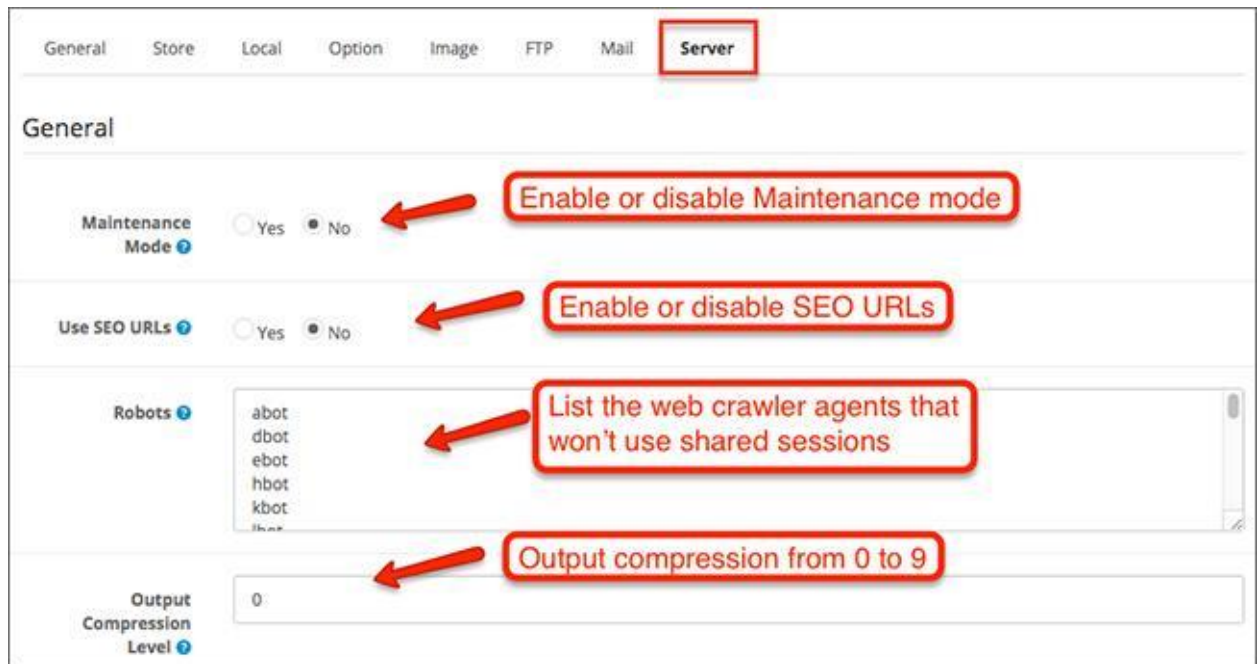 General Store Local Option Image FTP Mail Server
General
Enable or disable Maintenance mode
Maintenance
Mode
Yes No
Enable or disable SEO URLs
Use SEO URLs
Yes No
Robots
abot
dbot
ebot
hbot
kbot
List the web crawler agents that
won't use shared sessions
Output compression from 0 to 9
Output
Compression
Level
0